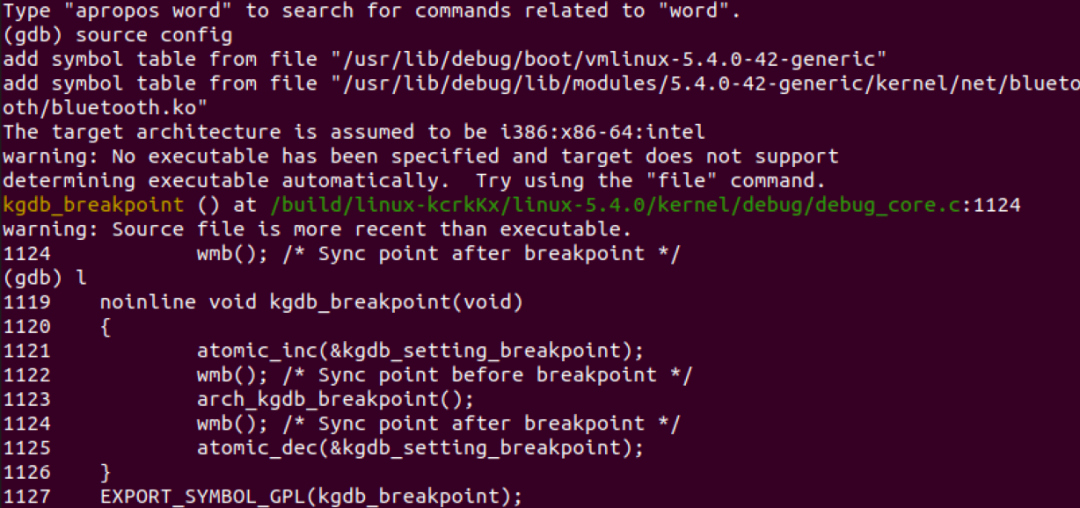 Type "apropos word" to search for commands related to "word".
(gdb) source config
add symbol table from file "/usr/lib/debug/boot/vmlinux-5.4.0-42-generic"
add symbol table from file "/usr/lib/debug/lib/modules/5.4.0-42-generic/kernel/net/blueto
oth/bluetooth.ko"
The target architecture is assumed to be i386:x86-64:intel
warning: No executable has been specified and target does not support
determining executable automatically.  Try using the "file" command.
kgdb_breakpoint () at /build/linux-kcrkKx/linux-5.4.0/kernel/debug/debug_core.c:1124
warning: Source file is more recent than executable.
1124            wmb(); /* Sync point after breakpoint */
(gdb) l
1119    noinline void kgdb_breakpoint(void)
1120    {
1121            atomic_inc(&kgdb_setting_breakpoint);
1122            wmb(); /* Sync point before breakpoint */
1123            arch_kgdb_breakpoint();
1124            wmb(); /* Sync point after breakpoint */
1125            atomic_dec(&kgdb_setting_breakpoint);
1126    }
1127    EXPORT_SYMBOL_GPL(kgdb_breakpoint);